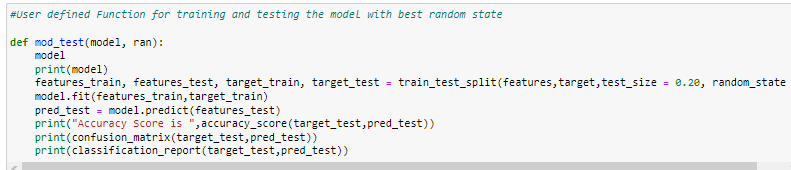 #User defined Function for training and testing the model with best random state
def mod_test(model, ran):
    model
    print(model)
    features_train, features_test, target_train, target_test = train_test_split(features,target,test_size = 0.20, random_state
    model.fit(features_train,target_train)
    pred_test = model.predict(features_test)
    print("Accuracy Score is ",accuracy_score(target_test,pred_test))
    print(confusion_matrix(target_test,pred_test))
    print(classification_report(target_test,pred_test))